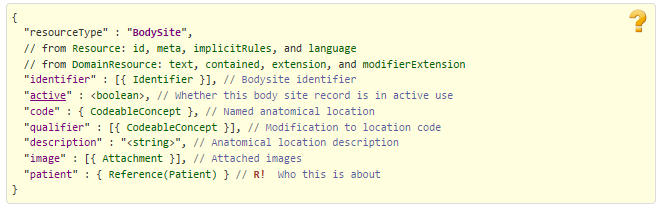 {
  "resourceType" : "BodySite",
  // from Resource: id, meta, implicitRules, and language
  // from DomainResource: text, contained, extension, and modifierExtension
  "identifier" : [{ Identifier }], // Bodysite identifier
  "active" : <boolean>, // Whether this body site record is in active use
  "code" : { CodeableConcept }, // Named anatomical location
  "qualifier" : [{ CodeableConcept }], // Modification to location code
  "description" : "<string>", // Anatomical location description
  "image" : [{ Attachment }], // Attached images
  "patient" : { Reference(Patient) } // R!  Who this is about
}
?